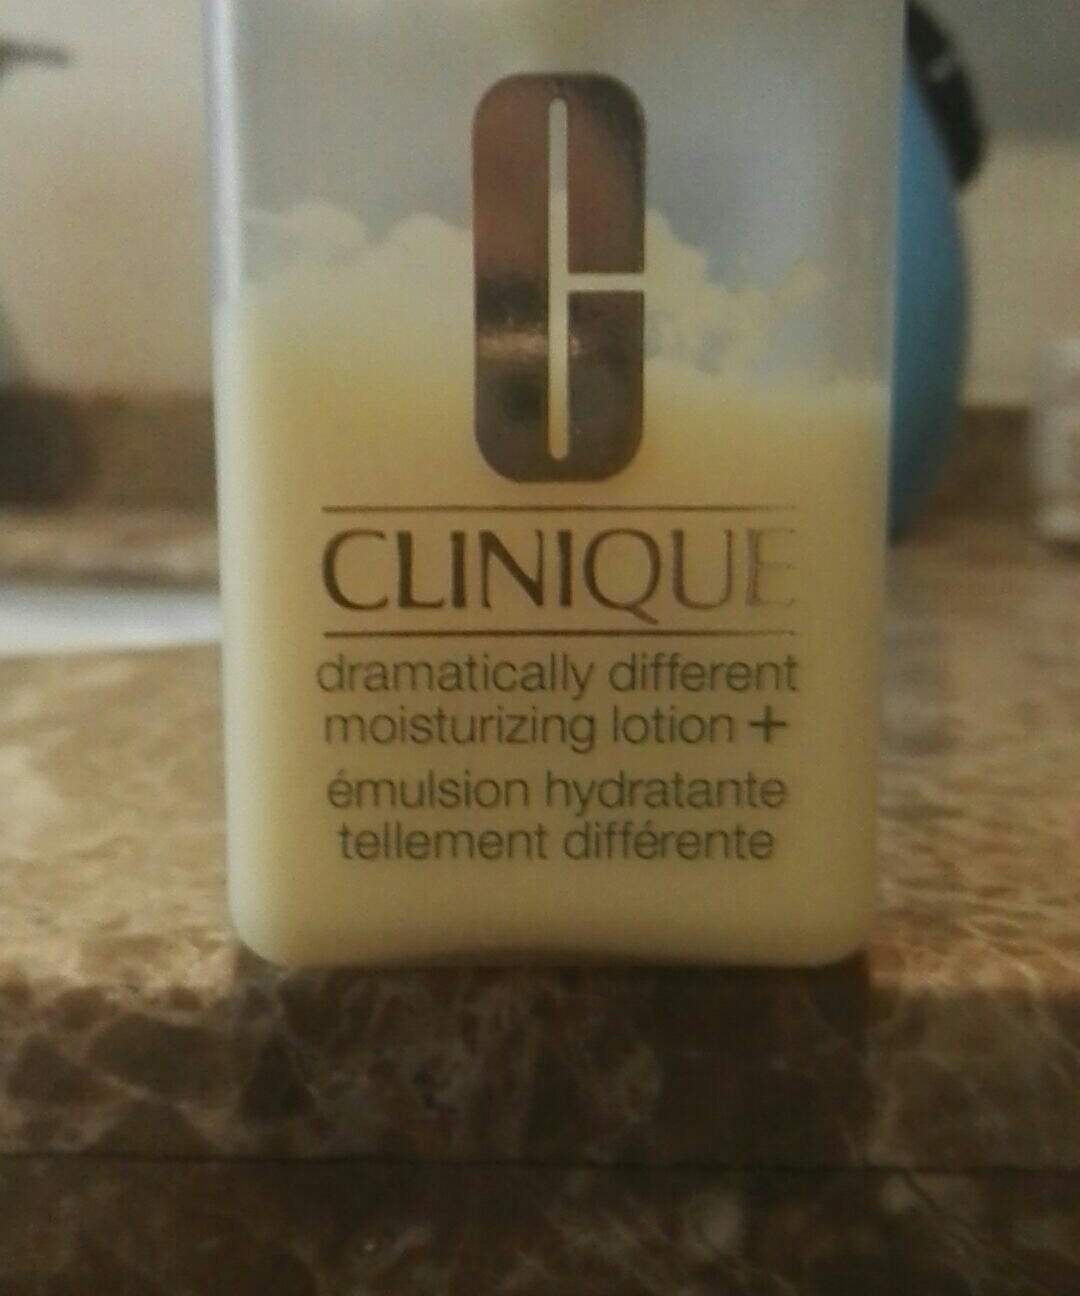 C
CLINIQUE
dramatically different
moisturizing lotion +
émulsion hydratante
tellement différente